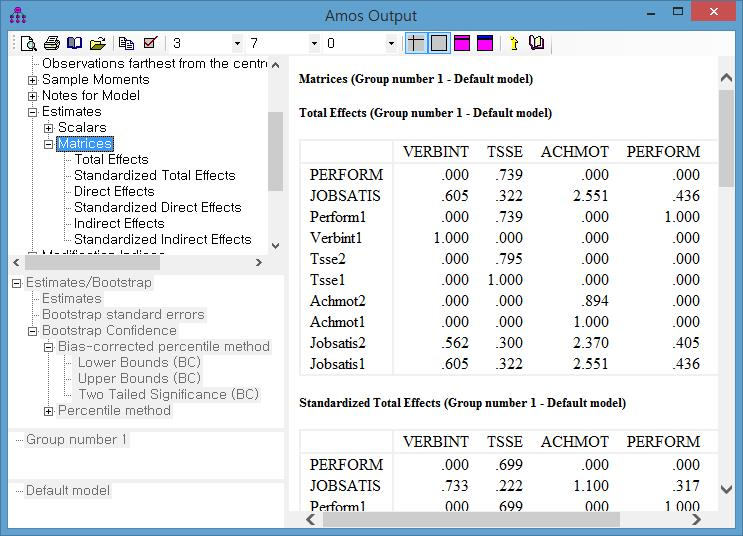 Amos Output
3 7 0
Observations farthest from the centr
Sample Moments
Notes for Model
Estimates
Scalars
Matrices
Total Effects
Standardized Total Effects
Direct Effects
Standardized Direct Effects
Indirect Effects
Standardized Indirect Effects
Modification Indices
Estimates/Bootstrap
Estimates
Bootstrap standard errors
Bootstrap Confidence
Bias-corrected percentile method
Lower Bounds (BC)
Upper Bounds (BC)
Two Tailed Significance (BC)
Percentile method
Group number 1
Default model
Matrices (Group number 1 - Default model)
Total Effects (Group number 1 - Default model)
VERBINT TSSE ACHMOT PERFORM
PERFORM .000 .739 .000 .000
JOBSATIS .605 .322 2.551 .436
Perform1 .000 .739 .000 1.000
Verbint1 1.000 .000 .000 .000
Tsse2 .000 .795 .000 .000
Tsse1 .000 1.000 .000 .000
Achmot2 .000 .000 .894 .000
Achmot1 .000 .000 1.000 .000
Jobsatis2 .562 .300 2.370 .405
Jobsatis1 .605 .322 2.551 .436
Standardized Total Effects (Group number 1 - Default model)
VERBINT TSSE ACHMOT PERFORM
PERFORM .000 .699 .000 .000
JOBSATIS .733 .222 1.100 .317
Perform1 .000 .699 .000 1.000